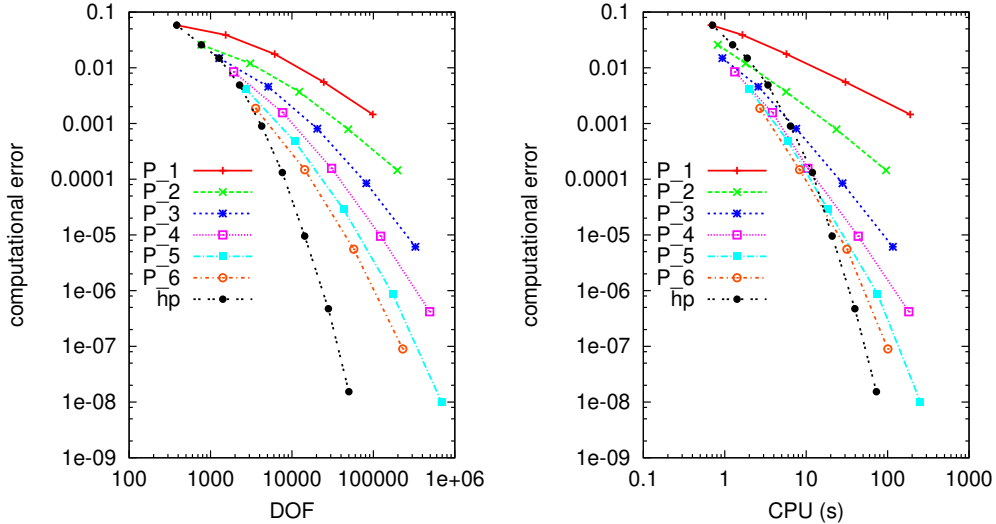 1
0.1
0.01
0.001
0.0001
1e-05
1e-06
1e-07
1e-08
1e-09
computational error
P_1
P_2
P_3
P_4
P_5
P_6
hp
100
1000
10000
100000
1e+06
DOF
1
0.1
0.01
0.001
0.0001
1e-05
1e-06
1e-07
1e-08
1e-09
computational error
P_1
P_2
P_3
P_4
P_5
P_6
hp
0.1
1
10
100
1000
CPU (s)